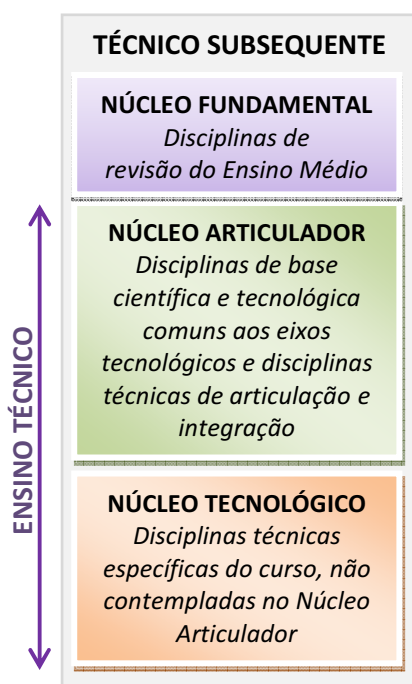 TÉCNICO SUBSEQUENTE
NÚCLEO FUNDAMENTAL
Disciplinas de
revisão do Ensino Médio
NÚCLEO ARTICULADOR
Disciplinas de base
científica e tecnológica
comuns aos eixos
tecnológicos e disciplinas
técnicas de articulação e
integração
NÚCLEO TECNOLÓGICO
Disciplinas técnicas
específicas do curso, não
contempladas no Núcleo
Articulador
ENSINO TÉCNICO